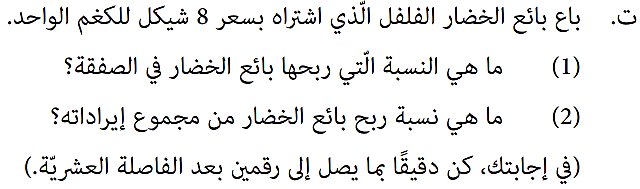 ت. باع بائع الخضار الفلفل الّذي اشتراه بسعر 8 شيكل للكغم الواحد.
(1) ما هي النسبة الّتي ربحها بائع الخضار في الصفقة؟
(2) ما هي نسبة ربح بائع الخضار من مجموع إيراداته؟
(في إجابتك، كن دقيقًا بما يصل إلى رقمين بعد الفاصلة العشريّة.)